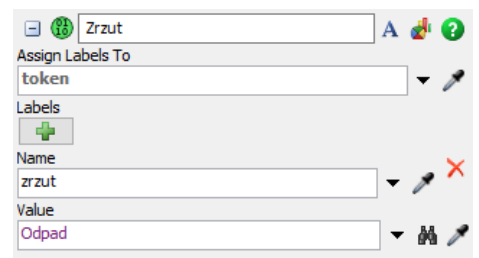 Zrzut
Assign Labels To
token
Labels
Name
zrzut
Value
Odpad